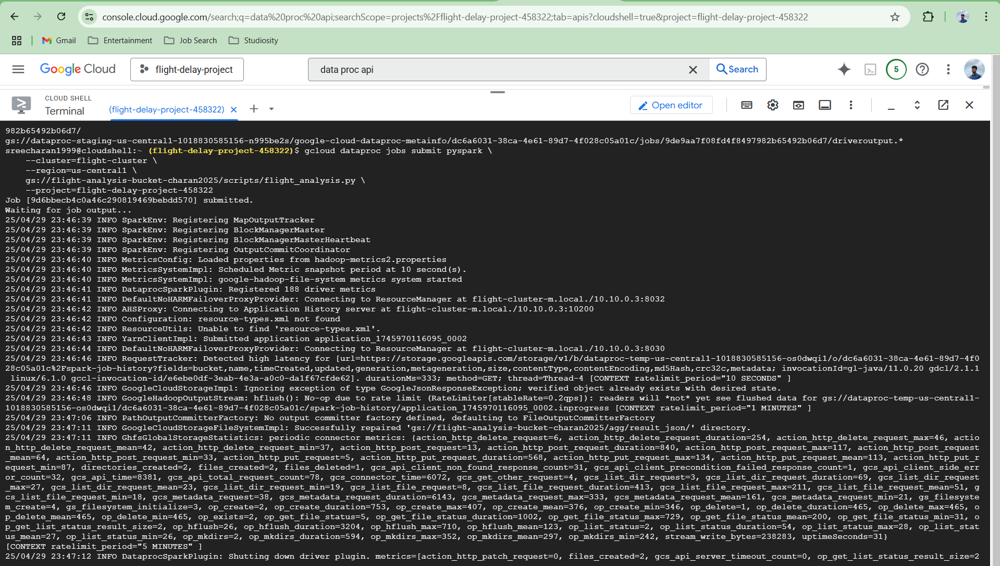 console.cloud.google.com/search;q=data%20proc%20api;searchScope=projects%2Fflight-delay-project-458322;tab=apis?cloudshell=true&project=flight-delay-project-458322
Gmail Entertainment Job Search Studiosity
Google Cloud flight-delay-project data proc api Search 5
CLOUD SHELL
Terminal (flight-delay-project-458322) Open editor
982b65492b06d7/
gs://dataproc-staging-us-central1-1018830585156-n995be2s/google-cloud-dataproc-metainfo/dc6a6031-38ca-4e61-89d7-4f028c05a01c/jobs/9de9aa7f08fd4f8497982b65492b06d7/driveroutput.*
sreecharan1999@cloudshell:~ (flight-delay-project-458322)$ gcloud dataproc jobs submit pyspark \
--cluster=flight-cluster \
--region=us-central1 \
gs://flight-analysis-bucket-charan2025/scripts/flight_analysis.py \
--project=flight-delay-project-458322
Job [9d6bbecb4c0a46c290819469bebdd570] submitted.
Waiting for job output...
25/04/29 23:46:39 INFO SparkEnv: Registering MapOutputTracker
25/04/29 23:46:39 INFO SparkEnv: Registering BlockManagerMaster
25/04/29 23:46:39 INFO SparkEnv: Registering BlockManagerMasterHeartbeat
25/04/29 23:46:39 INFO SparkEnv: Registering OutputCommitCoordinator
25/04/29 23:46:40 INFO MetricsConfig: Loaded properties from hadoop-metrics2.properties
25/04/29 23:46:40 INFO MetricsSystemImpl: Scheduled Metric snapshot period at 10 second(s).
25/04/29 23:46:40 INFO MetricsSystemImpl: google-hadoop-file-system metrics system started
25/04/29 23:46:41 INFO DataprocSparkPlugin: Registered 188 driver metrics
25/04/29 23:46:41 INFO DefaultNoHARMFailoverProxyProvider: Connecting to ResourceManager at flight-cluster-m.local./10.10.0.3:8032
25/04/29 23:46:42 INFO AHSProxy: Connecting to Application History server at flight-cluster-m.local./10.10.0.3:10200
25/04/29 23:46:42 INFO Configuration: resource-types.xml not found
25/04/29 23:46:42 INFO ResourceUtils: Unable to find 'resource-types.xml'.
25/04/29 23:46:43 INFO YarnClientImpl: Submitted application application_1745970116095_0002
25/04/29 23:46:44 INFO DefaultNoHARMFailoverProxyProvider: Connecting to ResourceManager at flight-cluster-m.local./10.10.0.3:8030
25/04/29 23:46:46 INFO RequestTracker: Detected high latency for [url=https://storage.googleapis.com/storage/v1/b/dataproc-temp-us-central1-1018830585156-os0dwqi1/o/dc6a6031-38ca-4e61-89d7-4f0
28c05a01c%2Fspark-job-history?fields=bucket,name,timeCreated,updated,generation,metageneration,size,contentType,contentEncoding,md5Hash,crc32c,metadata; invocationId=gl-java/11.0.20 gdcl/2.1.1
linux/6.1.0 gccl-invocation-id/e6ebe0df-3eab-4e3a-a0c0-da1f67cfde62]. durationMs=333; method=GET; thread=Thread-4 [CONTEXT ratelimit_period="10 SECONDS" ]
25/04/29 23:46:46 INFO GoogleCloudStorageImpl: Ignoring exception of type GoogleJsonResponseException; verified object already exists with desired state.
25/04/29 23:46:48 INFO GoogleHadoopOutputStream: hflush(): No-op due to rate limit (RateLimiter[stableRate=0.2qps]): readers will *not* yet see flushed data for gs://dataproc-temp-us-central1-
1018830585156-os0dwqi1/dc6a6031-38ca-4e61-89d7-4f028c05a01c/spark-job-history/application_1745970116095_0002.inprogress [CONTEXT ratelimit_period="1 MINUTES" ]
25/04/29 23:47:06 INFO PathOutputCommitterFactory: No output committer factory defined, defaulting to FileOutputCommitterFactory
25/04/29 23:47:11 INFO GoogleCloudStorageFileSystemImpl: Successfully repaired 'gs://flight-analysis-bucket-charan2025/agg/result_json/' directory.
25/04/29 23:47:11 INFO GhfsGlobalStorageStatistics: periodic connector metrics: {action_http_delete_request=6, action_http_delete_request_duration=254, action_http_delete_request_max=46, actio
n_http_delete_request_mean=42, action_http_delete_request_min=37, action_http_post_request=13, action_http_post_request_duration=840, action_http_post_request_max=117, action_http_post_request
_mean=64, action_http_post_request_min=33, action_http_put_request=5, action_http_put_request_duration=568, action_http_put_request_max=134, action_http_put_request_mean=113, action_http_put_r
equest_min=87, directories_created=2, files_created=2, files_deleted=1, gcs_api_client_non_found_response_count=31, gcs_api_client_precondition_failed_response_count=1, gcs_api_client_side_err
or_count=32, gcs_api_time=8381, gcs_api_total_request_count=78, gcs_connector_time=6072, gcs_get_other_request=4, gcs_list_dir_request=3, gcs_list_dir_request_duration=69, gcs_list_dir_request
_max=27, gcs_list_dir_request_mean=23, gcs_list_dir_request_min=19, gcs_list_file_request=8, gcs_list_file_request_duration=413, gcs_list_file_request_max=211, gcs_list_file_request_mean=51, g
cs_list_file_request_min=18, gcs_metadata_request=38, gcs_metadata_request_duration=6143, gcs_metadata_request_max=333, gcs_metadata_request_mean=161, gcs_metadata_request_min=21, gs_filesyste
m_create=4, gs_filesystem_initialize=3, op_create=2, op_create_duration=753, op_create_max=407, op_create_mean=376, op_create_min=346, op_delete=1, op_delete_duration=465, op_delete_max=465, o
p_delete_mean=465, op_delete_min=465, op_exists=2, op_get_file_status=5, op_get_file_status_duration=1002, op_get_file_status_max=729, op_get_file_status_mean=200, op_get_file_status_min=31, o
p_get_list_status_result_size=2, op_hflush=26, op_hflush_duration=3204, op_hflush_max=710, op_hflush_mean=123, op_list_status=2, op_list_status_duration=54, op_list_status_max=28, op_list_stat
us_mean=27, op_list_status_min=26, op_mkdirs=2, op_mkdirs_duration=594, op_mkdirs_max=352, op_mkdirs_mean=297, op_mkdirs_min=242, stream_write_bytes=238283, uptimeSeconds=31}
[CONTEXT ratelimit_period="5 MINUTES" ]
25/04/29 23:47:12 INFO DataprocSparkPlugin: Shutting down driver plugin. metrics=[action_http_patch_request=0, files_created=2, gcs_api_server_timeout_count=0, op_get_list_status_result_size=2